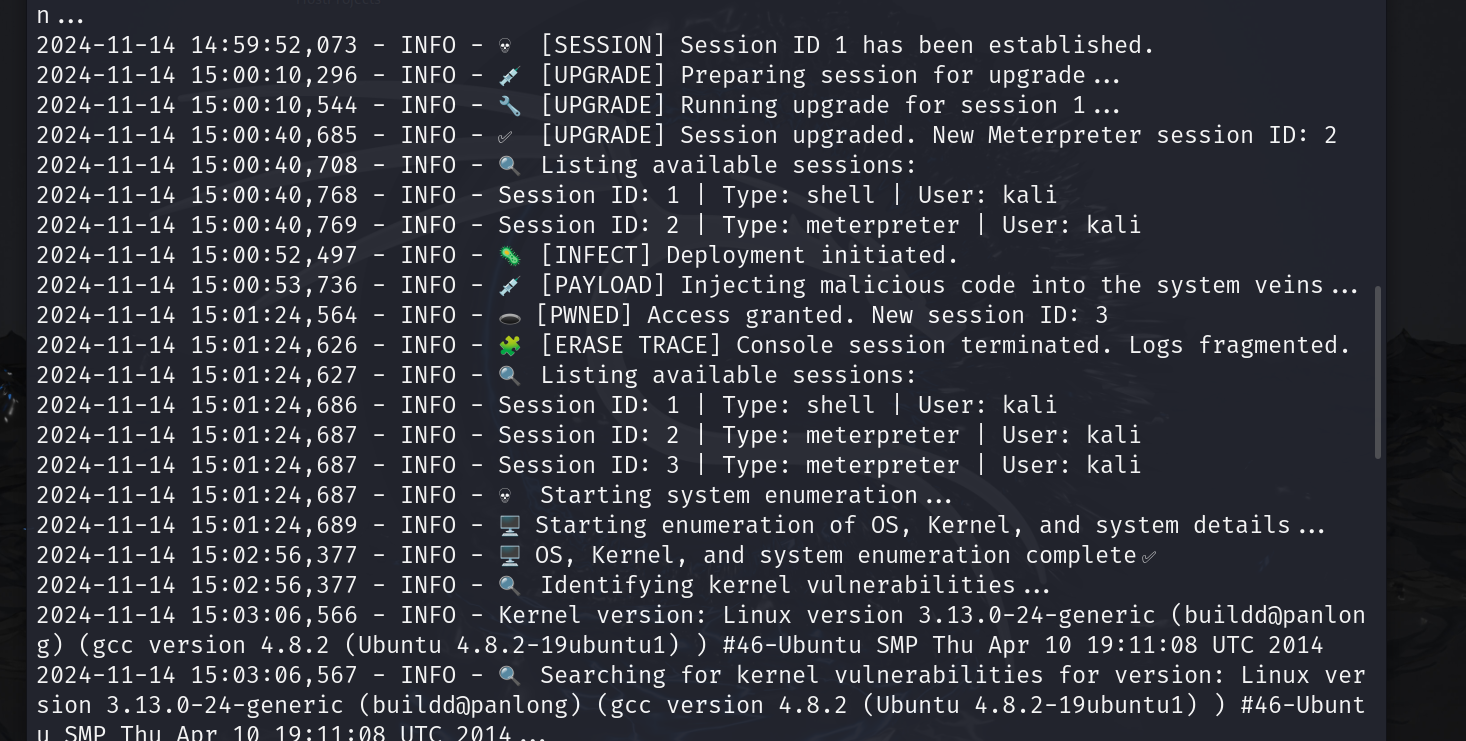 n...
2024-11-14 14:59:52,073 - INFO - 💀 [SESSION] Session ID 1 has been established.
2024-11-14 15:00:10,296 - INFO - 💉 [UPGRADE] Preparing session for upgrade...
2024-11-14 15:00:10,544 - INFO - 🔧 [UPGRADE] Running upgrade for session 1...
2024-11-14 15:00:40,685 - INFO - ✅ [UPGRADE] Session upgraded. New Meterpreter session ID: 2
2024-11-14 15:00:40,708 - INFO - 🔍 Listing available sessions:
2024-11-14 15:00:40,768 - INFO - Session ID: 1 | Type: shell | User: kali
2024-11-14 15:00:40,769 - INFO - Session ID: 2 | Type: meterpreter | User: kali
2024-11-14 15:00:52,497 - INFO - 🦠 [INFECT] Deployment initiated.
2024-11-14 15:00:53,736 - INFO - 💉 [PAYLOAD] Injecting malicious code into the system veins...
2024-11-14 15:01:24,564 - INFO - 🕳️ [PWNED] Access granted. New session ID: 3
2024-11-14 15:01:24,626 - INFO - 🧩 [ERASE TRACE] Console session terminated. Logs fragmented.
2024-11-14 15:01:24,627 - INFO - 🔍 Listing available sessions:
2024-11-14 15:01:24,686 - INFO - Session ID: 1 | Type: shell | User: kali
2024-11-14 15:01:24,687 - INFO - Session ID: 2 | Type: meterpreter | User: kali
2024-11-14 15:01:24,687 - INFO - Session ID: 3 | Type: meterpreter | User: kali
2024-11-14 15:01:24,687 - INFO - 💀 Starting system enumeration...
2024-11-14 15:01:24,689 - INFO - 🖥️ Starting enumeration of OS, Kernel, and system details...
2024-11-14 15:02:56,377 - INFO - 🖥️ OS, Kernel, and system enumeration complete✅
2024-11-14 15:02:56,377 - INFO - 🔍 Identifying kernel vulnerabilities...
2024-11-14 15:03:06,566 - INFO - Kernel version: Linux version 3.13.0-24-generic (buildd@panlon
g) (gcc version 4.8.2 (Ubuntu 4.8.2-19ubuntu1) ) #46-Ubuntu SMP Thu Apr 10 19:11:08 UTC 2014
2024-11-14 15:03:06,567 - INFO - 🔍 Searching for kernel vulnerabilities for version: Linux ver
sion 3.13.0-24-generic (buildd@panlong) (gcc version 4.8.2 (Ubuntu 4.8.2-19ubuntu1) ) #46-Ubunt
u SMP Thu Apr 10 19:11:08 UTC 2014...